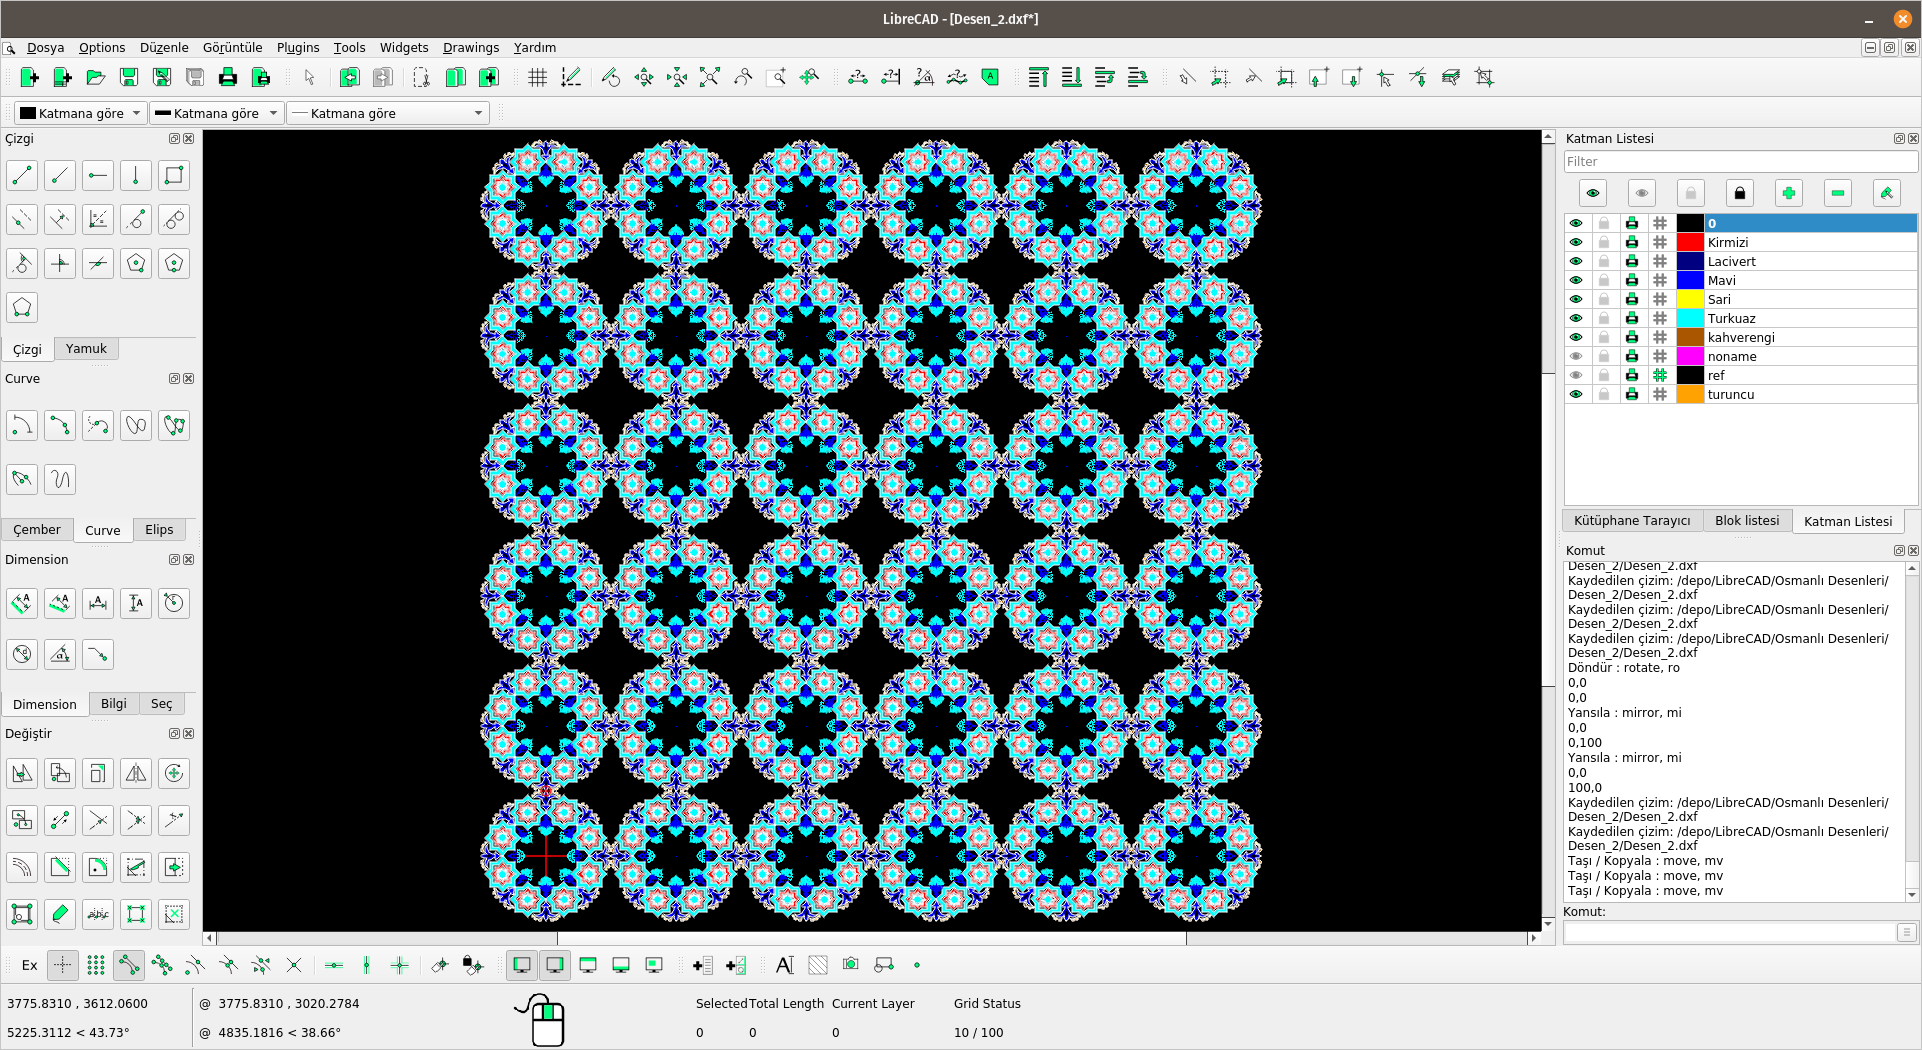 LibreCAD - [Desen_2.dxf*]
Dosya Options Düzenle Görüntüle Plugins Tools Widgets Drawings Yardım
Katmana göre Katmana göre Katmana göre
Çizgi
Çizgi Yamuk
Curve
Çember Curve Elips
Dimension
Dimension Bilgi Seç
Değiştir
Katman Listesi
Filter
0
Kirmizi
Lacivert
Mavi
Sari
Turkuaz
kahverengi
noname
ref
turuncu
Kütüphane Tarayıcı Blok listesi Katman Listesi
Komut
Desen_2/Desen_2.dxf
Kaydedilen çizim: /depo/LibreCAD/Osmanlı Desenleri/
Desen_2/Desen_2.dxf
Kaydedilen çizim: /depo/LibreCAD/Osmanlı Desenleri/
Desen_2/Desen_2.dxf
Kaydedilen çizim: /depo/LibreCAD/Osmanlı Desenleri/
Desen_2/Desen_2.dxf
Döndür : rotate, ro
0,0
0,0
Yansıla : mirror, mi
0,0
0,100
Yansıla : mirror, mi
0,0
100,0
Kaydedilen çizim: /depo/LibreCAD/Osmanlı Desenleri/
Desen_2/Desen_2.dxf
Kaydedilen çizim: /depo/LibreCAD/Osmanlı Desenleri/
Desen_2/Desen_2.dxf
Taşı / Kopyala : move, mv
Taşı / Kopyala : move, mv
Taşı / Kopyala : move, mv
Komut:
Ex
3775.8310 , 3612.0600 @ 3775.8310 , 3020.2784 Selected Total Length Current Layer Grid Status
5225.3112 < 43.73° @ 4835.1816 < 38.66° 0 0 0 10 / 100